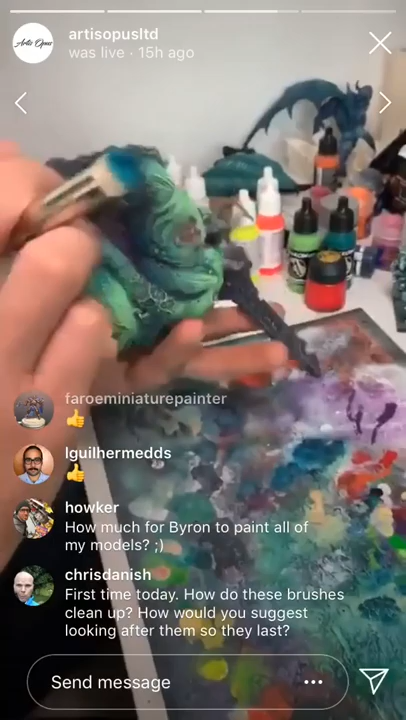 artisopusltd
was live · 15h ago
Artis Opus
faroeminiaturepainter
👍
lguilhermedds
👍
howker
How much for Byron to paint all of
my models? ;)
chrisdanish
First time today. How do these brushes
clean up? How would you suggest
looking after them so they last?
Send message